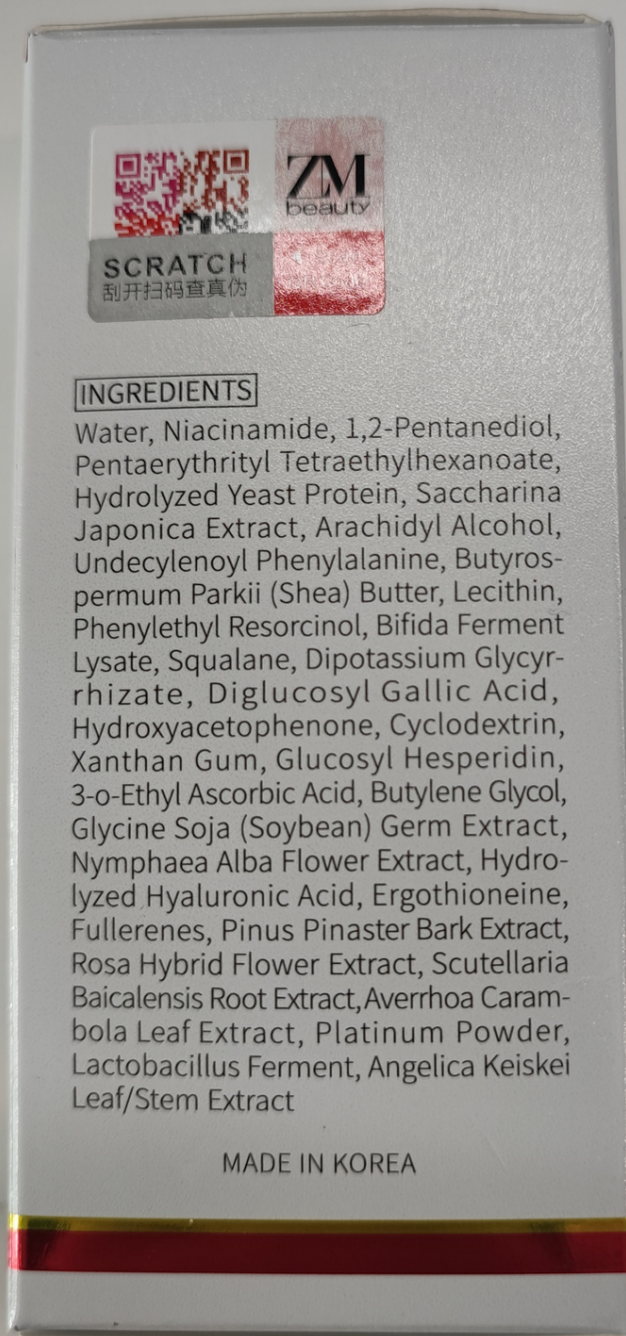 ZM
beauty
SCRATCH
刮开扫码查真伪
INGREDIENTS
Water, Niacinamide, 1,2-Pentanediol,
Pentaerythrityl Tetraethylhexanoate,
Hydrolyzed Yeast Protein, Saccharina
Japonica Extract, Arachidyl Alcohol,
Undecylenoyl Phenylalanine, Butyros-
permum Parkii (Shea) Butter, Lecithin,
Phenylethyl Resorcinol, Bifida Ferment
Lysate, Squalane, Dipotassium Glycyr-
rhizate, Diglucosyl Gallic Acid,
Hydroxyacetophenone, Cyclodextrin,
Xanthan Gum, Glucosyl Hesperidin,
3-o-Ethyl Ascorbic Acid, Butylene Glycol,
Glycine Soja (Soybean) Germ Extract,
Nymphaea Alba Flower Extract, Hydro-
lyzed Hyaluronic Acid, Ergothioneine,
Fullerenes, Pinus Pinaster Bark Extract,
Rosa Hybrid Flower Extract, Scutellaria
Baicalensis Root Extract,Averrhoa Caram-
bola Leaf Extract, Platinum Powder,
Lactobacillus Ferment, Angelica Keiskei
Leaf/Stem Extract
MADE IN KOREA